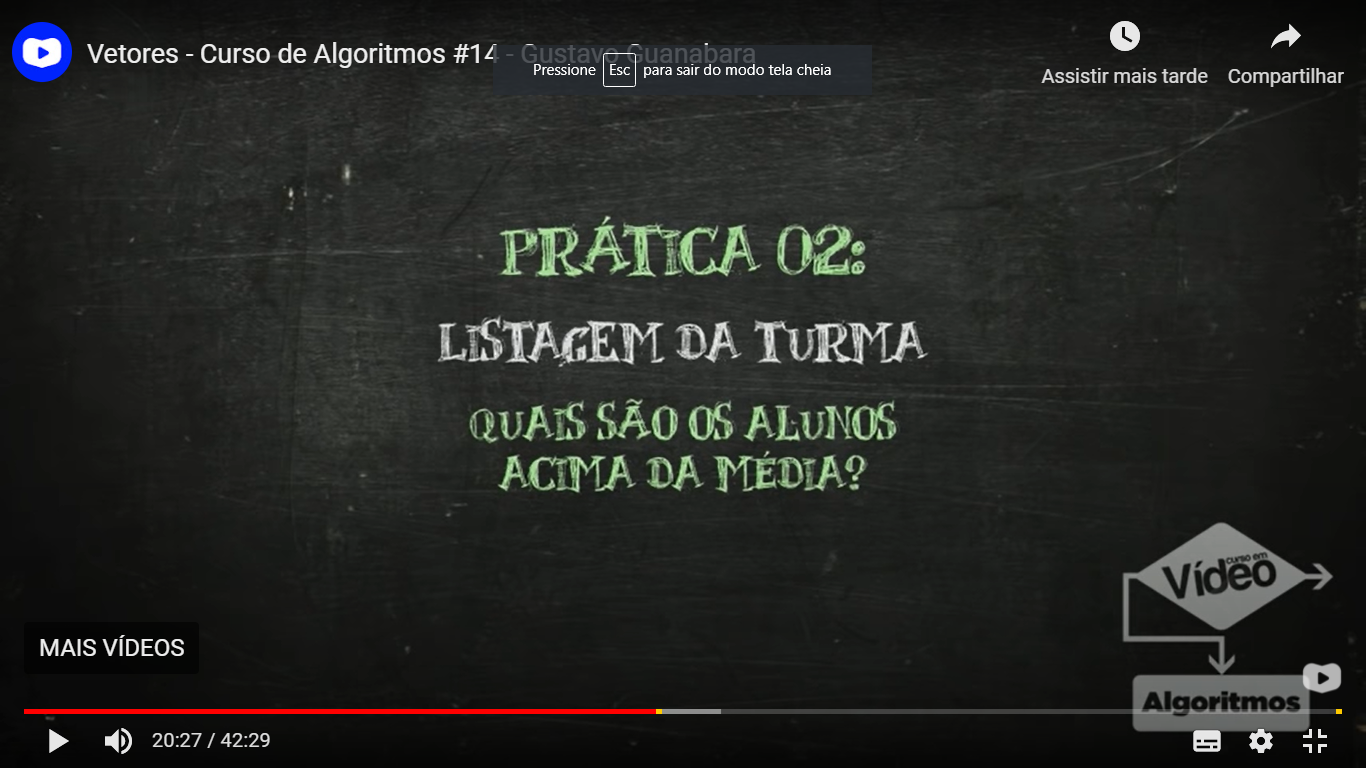 Vetores - Curso de Algoritmos #14 - Gustavo Guanabara
Pressione Esc para sair do modo tela cheia
Assistir mais tarde
Compartilhar
PRÁTICA 02:
LISTAGEM DA TURMA
QUAIS SÃO OS ALUNOS
ACIMA DA MÉDIA?
curso em
Vídeo
Algoritmos
MAIS VÍDEOS
20:27 / 42:29